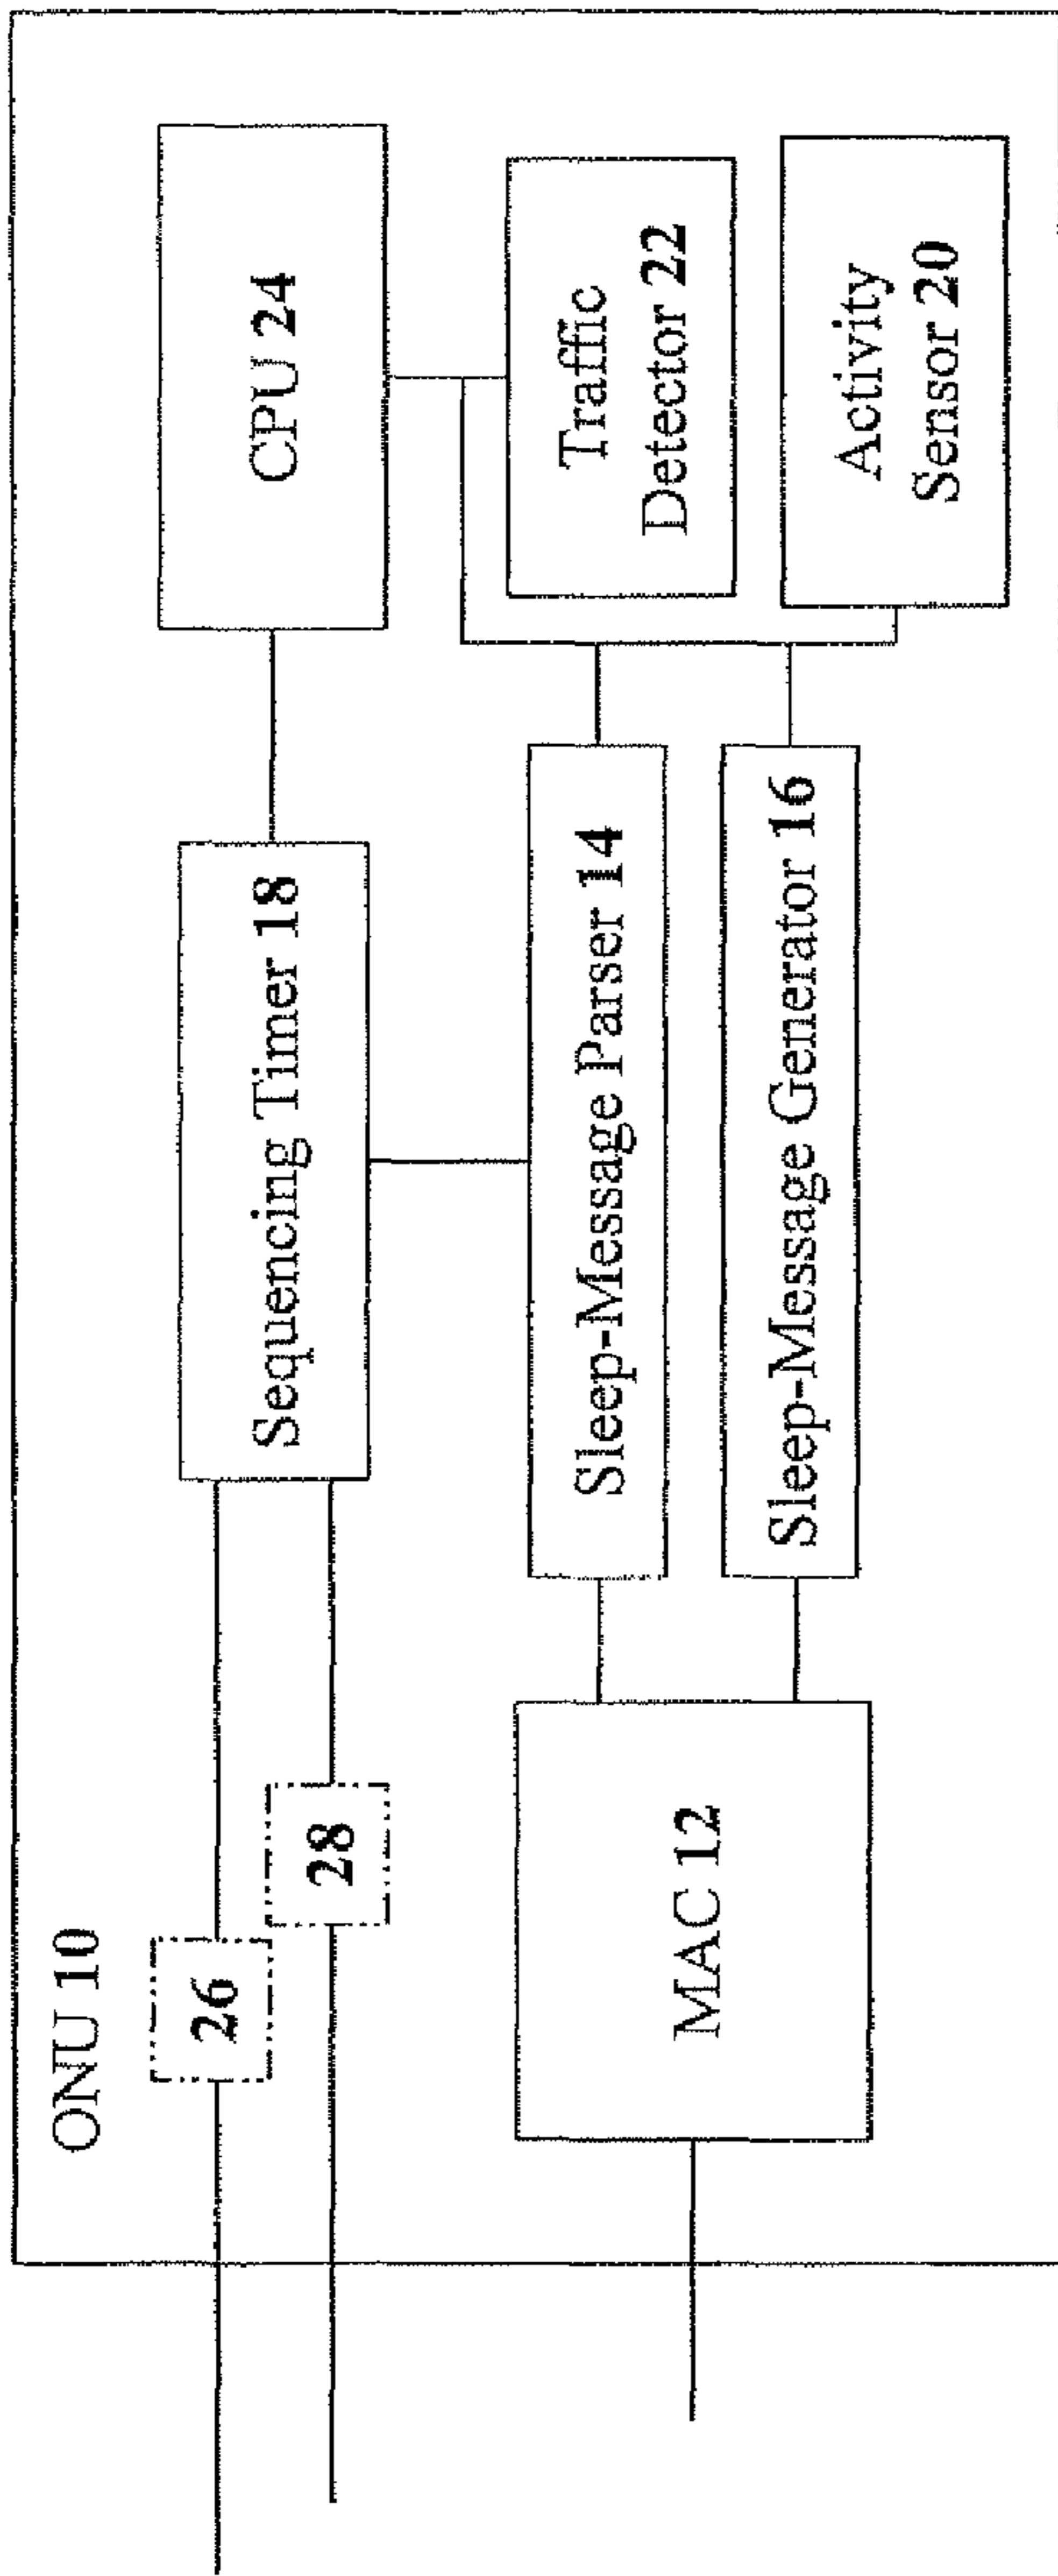 ONU 10
26
28
Sequencing Timer 18
CPU 24
MAC 12
Sleep-Message Parser 14
Sleep-Message Generator 16
Traffic
Detector 22
Activity
Sensor 20